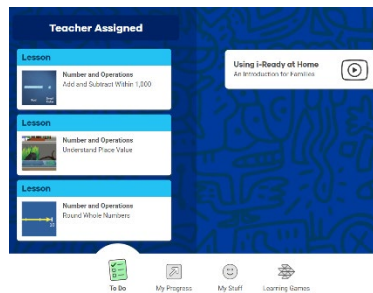 Teacher Assigned
Lesson
Number and Operations
Add and Subtract Within 1,000
Lesson
Number and Operations
Understand Place Value
Lesson
Number and Operations
Round Whole Numbers
Using i-Ready at Home
An Introduction for Families
To Do
My Progress
My Stuff
Learning Games